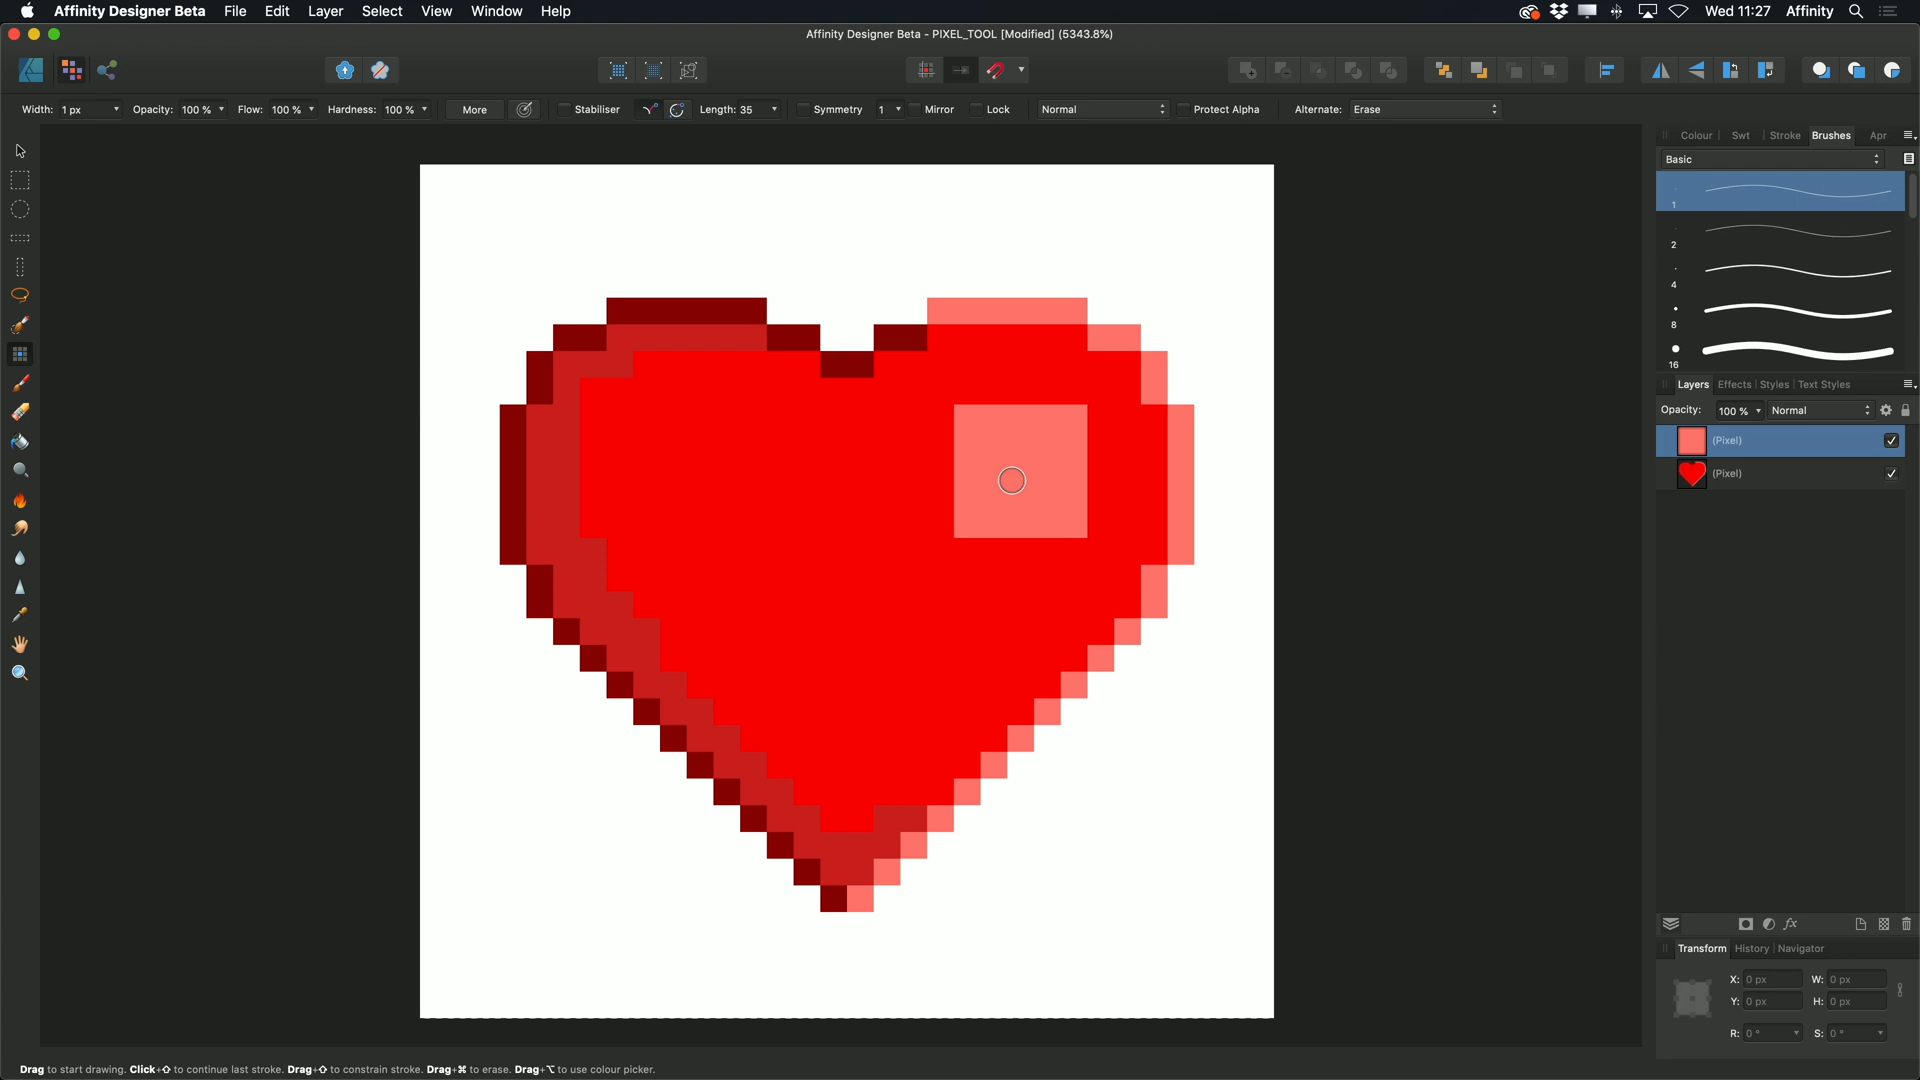 Affinity Designer Beta File Edit Layer Select View Window Help Wed 11:27 Affinity
Affinity Designer Beta - PIXEL_TOOL [Modified] (5343.8%)
Width: 1 px Opacity: 100 % Flow: 100 % Hardness: 100 % More Stabiliser Length: 35 Symmetry 1 Mirror Lock Normal Protect Alpha Alternate: Erase
Colour Swt Stroke Brushes Apr
Basic
1
2
4
8
16
Layers Effects Styles Text Styles
Opacity: 100 % Normal
(Pixel)
(Pixel)
fx
Transform History Navigator
X: 0 px W: 0 px
Y: 0 px H: 0 px
R: 0 ° S: 0 °
Drag to start drawing. Click+⇧ to continue last stroke. Drag+⇧ to constrain stroke. Drag+⌘ to erase. Drag+⌥ to use colour picker.